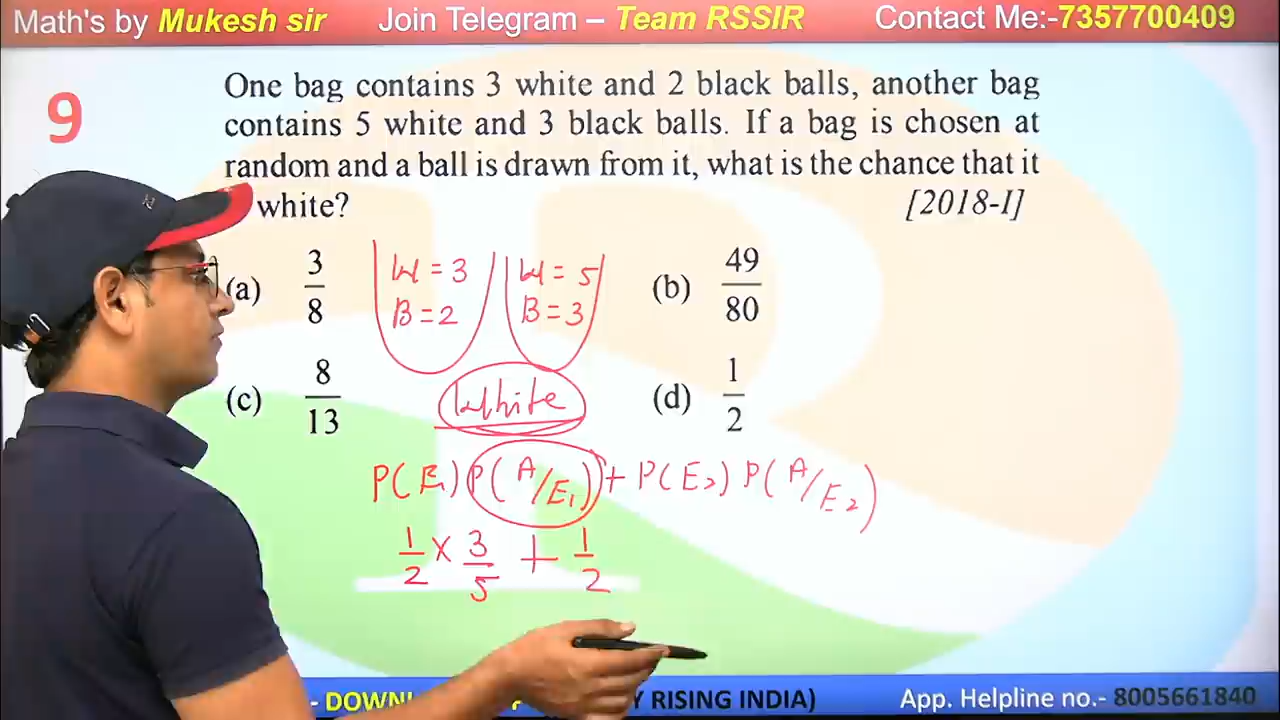 Math's by Mukesh sir Join Telegram – Team RSSIR Contact Me:-7357700409
9
One bag contains 3 white and 2 black balls, another bag
contains 5 white and 3 black balls. If a bag is chosen at
random and a ball is drawn from it, what is the chance that it
white? [2018-I]
(a) 3/8
W = 3
B = 2
W = 5
B = 3
(b) 49/80
(c) 8/13
White
(d) 1/2
P(E₁) P(A/E₁) + P(E₂) P(A/E₂)
1/2 × 3/5 + 1/2
- DOWNL Y RISING INDIA) App. Helpline no.- 8005661840